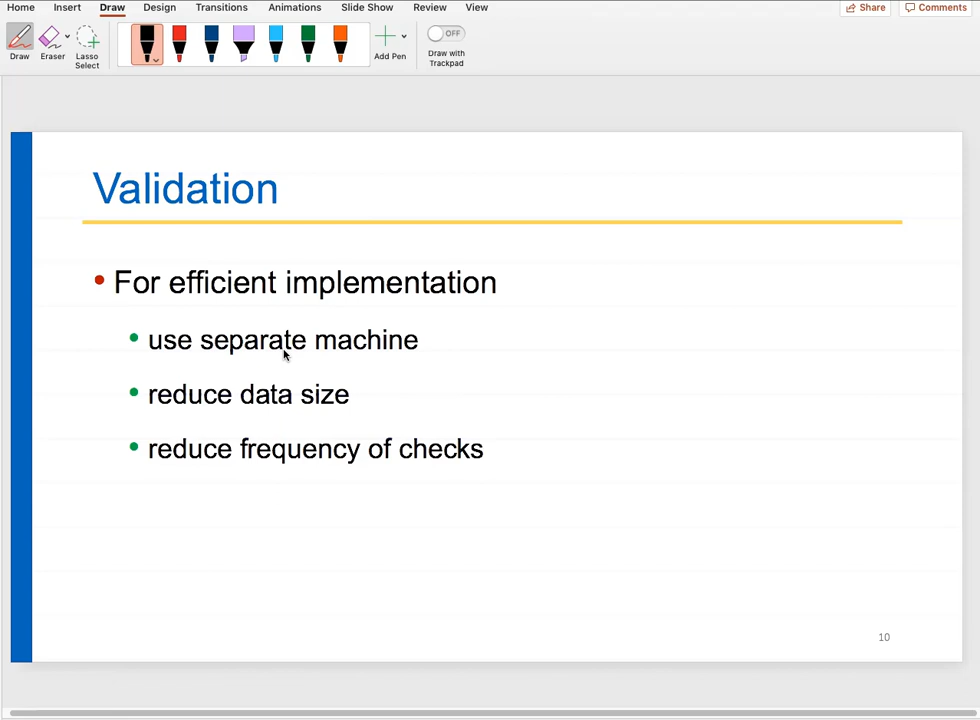 Home Insert Draw Design Transitions Animations Slide Show Review View Share Comments
OFF
Draw Eraser Lasso Select Add Pen Draw with Trackpad
Validation
• For efficient implementation
• use separate machine
• reduce data size
• reduce frequency of checks
10